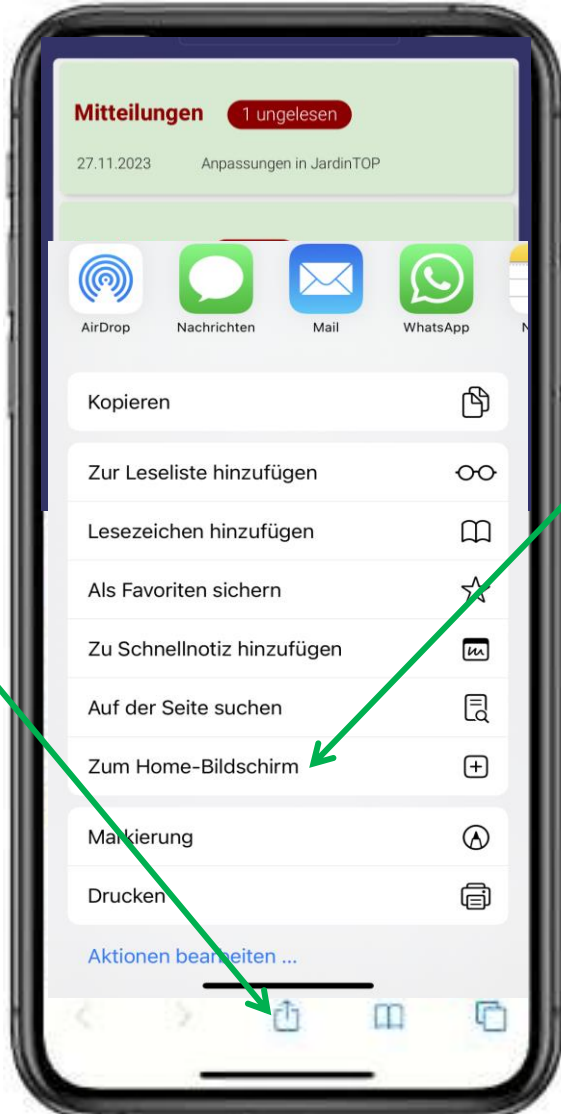 Mitteilungen 1 ungelesen
27.11.2023 Anpassungen in JardinTOP
AirDrop Nachrichten Mail WhatsApp N
Kopieren
Zur Leseliste hinzufügen
Lesezeichen hinzufügen
Als Favoriten sichern
Zu Schnellnotiz hinzufügen
Auf der Seite suchen
Zum Home-Bildschirm
Markierung
Drucken
Aktionen bearbeiten ...